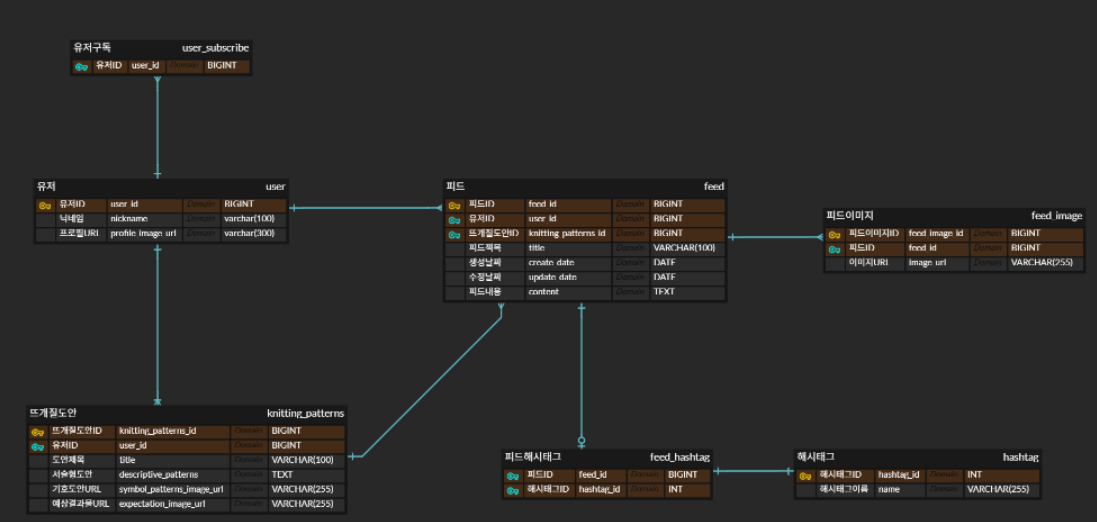 유저구독 user_subscribe
유저ID user_id Domain BIGINT
유저 user
유저ID user_id Domain BIGINT
닉네임 nickname Domain varchar(100)
프로필URL profile_image_url Domain varchar(300)
피드 feed
피드ID feed_id Domain BIGINT
유저ID user_id Domain BIGINT
뜨개질도안ID knitting_patterns_id Domain BIGINT
피드제목 title Domain VARCHAR(100)
생성날짜 create_date Domain DATE
수정날짜 update_date Domain DATE
피드내용 content Domain TEXT
피드이미지 feed_image
피드이미지ID feed_image_id Domain BIGINT
피드ID feed_id Domain BIGINT
이미지URL image_url Domain VARCHAR(255)
뜨개질도안 knitting_patterns
뜨개질도안ID knitting_patterns_id Domain BIGINT
유저ID user_id Domain BIGINT
도안제목 title Domain VARCHAR(100)
서술형도안 descriptive_patterns Domain TEXT
기호도안URL symbol_patterns_image_url Domain VARCHAR(255)
예상결과물URL expectation_image_url Domain VARCHAR(255)
피드해시태그 feed_hashtag
피드ID feed_id Domain BIGINT
해시태그ID hashtag_id Domain INT
해시태그 hashtag
해시태그ID hashtag_id Domain INT
해시태그이름 name Domain VARCHAR(255)